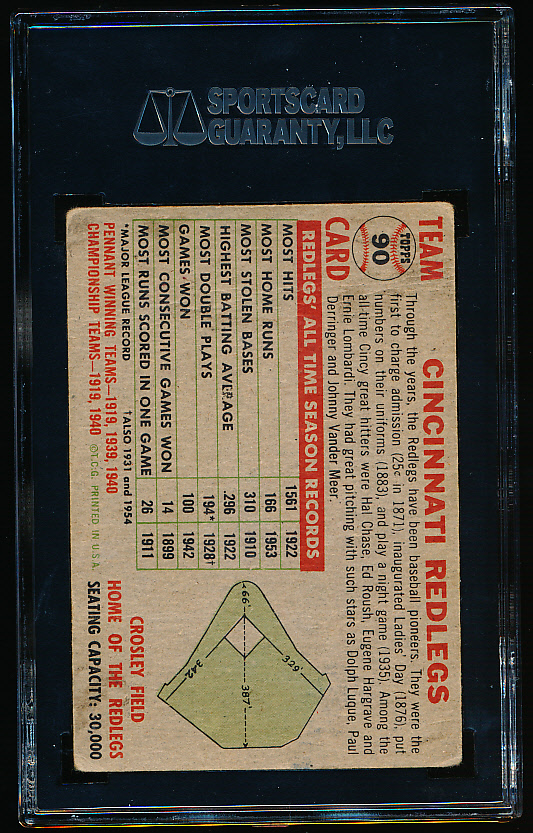 SPORTSCARD
GUARANTY, LLC
TEAM
TOPPS
90
CARD
CINCINNATI REDLEGS
Through the years, the Redlegs have been baseball pioneers. They were the
first to charge admission (25¢ in 1871), inaugurated Ladies' Day (1876), put
numbers on their uniforms (1883), and play a night game (1935). Among the
all-time Cincy great hitters were Hal Chase, Ed Roush, Eugene Hargrave and
Ernie Lombardi. They had great pitching with such stars as Dolph Luque, Paul
Derringer and Johnny Vander Meer.
REDLEGS' ALL TIME SEASON RECORDS
MOST HITS 1561 1922
MOST HOME RUNS 166 1953
MOST STOLEN BASES 310 1910
HIGHEST BATTING AVERAGE .296 1922
MOST DOUBLE PLAYS 194* 1928†
GAMES WON 100 1942
MOST CONSECUTIVE GAMES WON 14 1899
MOST RUNS SCORED IN ONE GAME 26 1911
*MAJOR LEAGUE RECORD †ALSO 1931 and 1954
PENNANT WINNING TEAMS—1919, 1939, 1940
CHAMPIONSHIP TEAMS—1919, 1940 ©T.C.G. PRINTED IN U.S.A.
66'
329'
387'
342'
CROSLEY FIELD
HOME OF THE REDLEGS
SEATING CAPACITY: 30,000